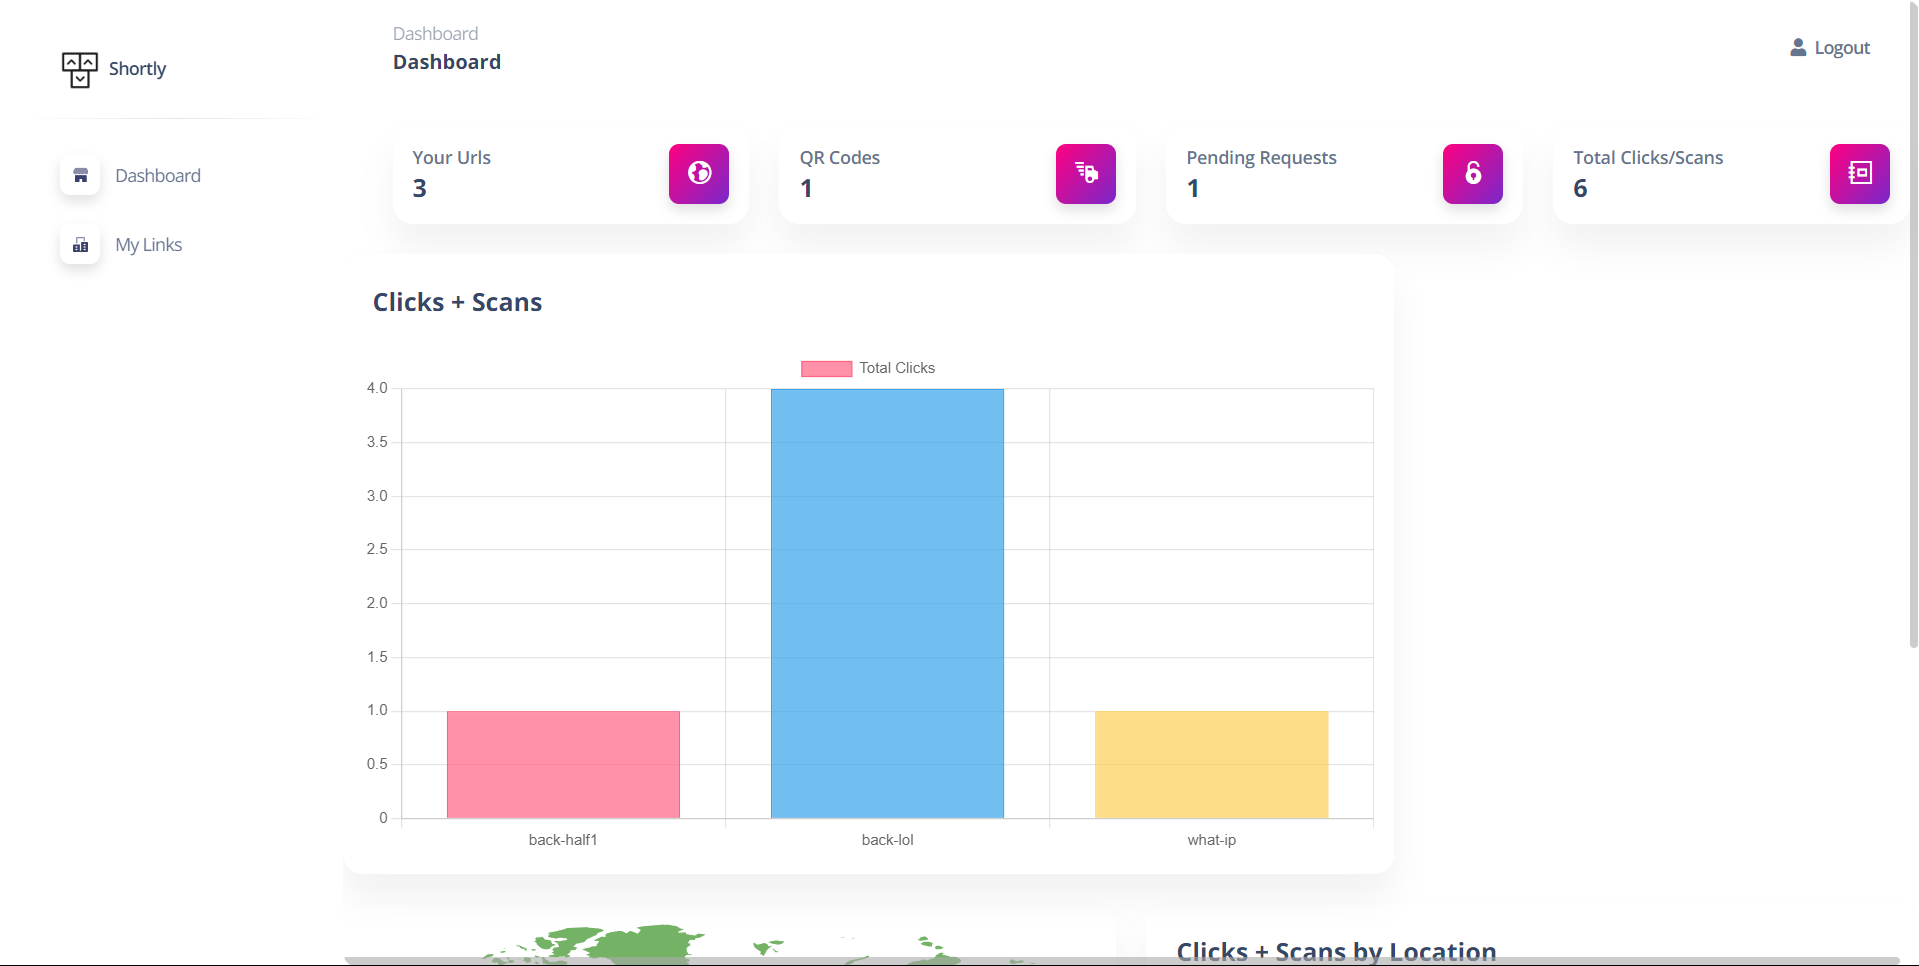 Shortly
Dashboard
My Links
Dashboard
Dashboard
Logout
Your Urls
3
QR Codes
1
Pending Requests
1
Total Clicks/Scans
6
Clicks + Scans
Total Clicks
4.0
3.5
3.0
2.5
2.0
1.5
1.0
0.5
0
back-half1
back-lol
what-ip
Clicks + Scans by Location